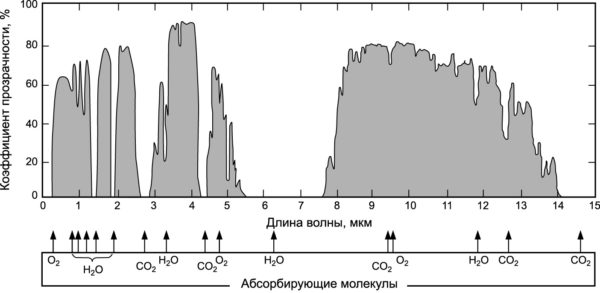 Коэффициент прозрачности, %
100
80
60
40
20
0
0 1 2 3 4 5 6 7 8 9 10 11 12 13 14 15
Длина волны, мкм
O2 H2O CO2 H2O CO2 O2 H2O CO2 O2 H2O CO2 CO2
Абсорбирующие молекулы